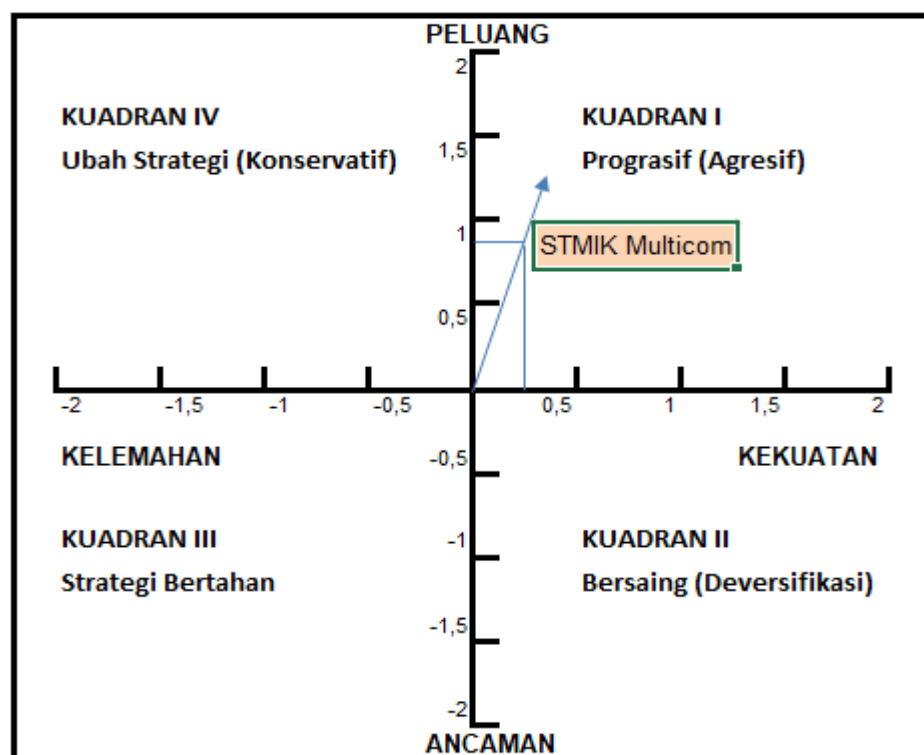 PELUANG
2
KUADRAN IV
KUADRAN I
1,5
Ubah Strategi (Konservatif)
Prograsif (Agresif)
1
STMIK Multicom
0,5
-2 -1,5 -1 -0,5 0,5 1 1,5 2
KELEMAHAN
-0,5
KEKUATAN
KUADRAN III
-1
KUADRAN II
Strategi Bertahan
Bersaing (Deversifikasi)
-1,5
-2
ANCAMAN